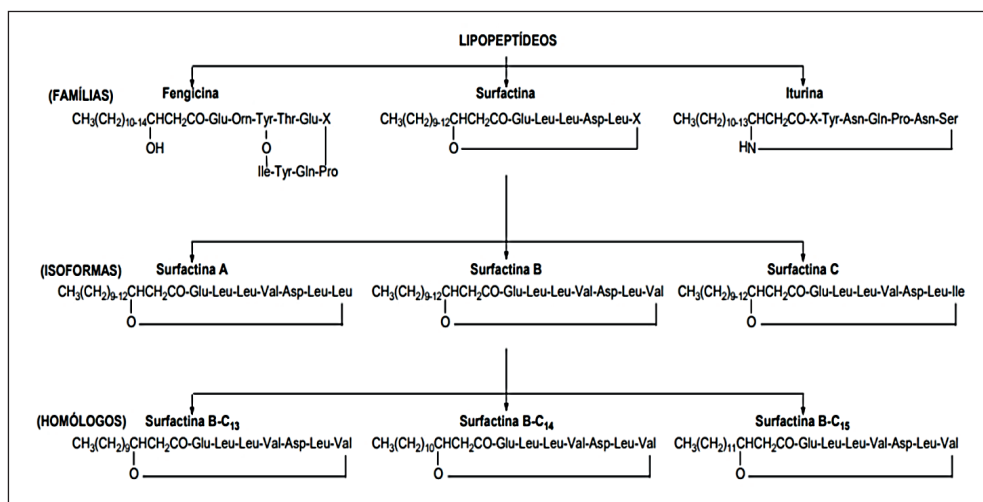 LIPOPEPTÍDEOS
(FAMÍLIAS)
Fengicina
Surfactina
Iturina
CH₃(CH₂)₁₀₋₁₄CHCH₂CO-Glu-Orn-Tyr-Thr-Glu-X
OH
O
Ile-Tyr-Gln-Pro
CH₃(CH₂)₉₋₁₂CHCH₂CO-Glu-Leu-Leu-Asp-Leu-X
O
CH₃(CH₂)₁₀₋₁₃CHCH₂CO-X-Tyr-Asn-Gln-Pro-Asn-Ser
HN
(ISOFORMAS)
Surfactina A
Surfactina B
Surfactina C
CH₃(CH₂)₉₋₁₂CHCH₂CO-Glu-Leu-Leu-Val-Asp-Leu-Leu
O
CH₃(CH₂)₉₋₁₂CHCH₂CO-Glu-Leu-Leu-Val-Asp-Leu-Val
O
CH₃(CH₂)₉₋₁₂CHCH₂CO-Glu-Leu-Leu-Val-Asp-Leu-Ile
O
(HOMÓLOGOS)
Surfactina B-C₁₃
Surfactina B-C₁₄
Surfactina B-C₁₅
CH₃(CH₂)₉CHCH₂CO-Glu-Leu-Leu-Val-Asp-Leu-Val
O
CH₃(CH₂)₁₀CHCH₂CO-Glu-Leu-Leu-Val-Asp-Leu-Val
O
CH₃(CH₂)₁₁CHCH₂CO-Glu-Leu-Leu-Val-Asp-Leu-Val
O